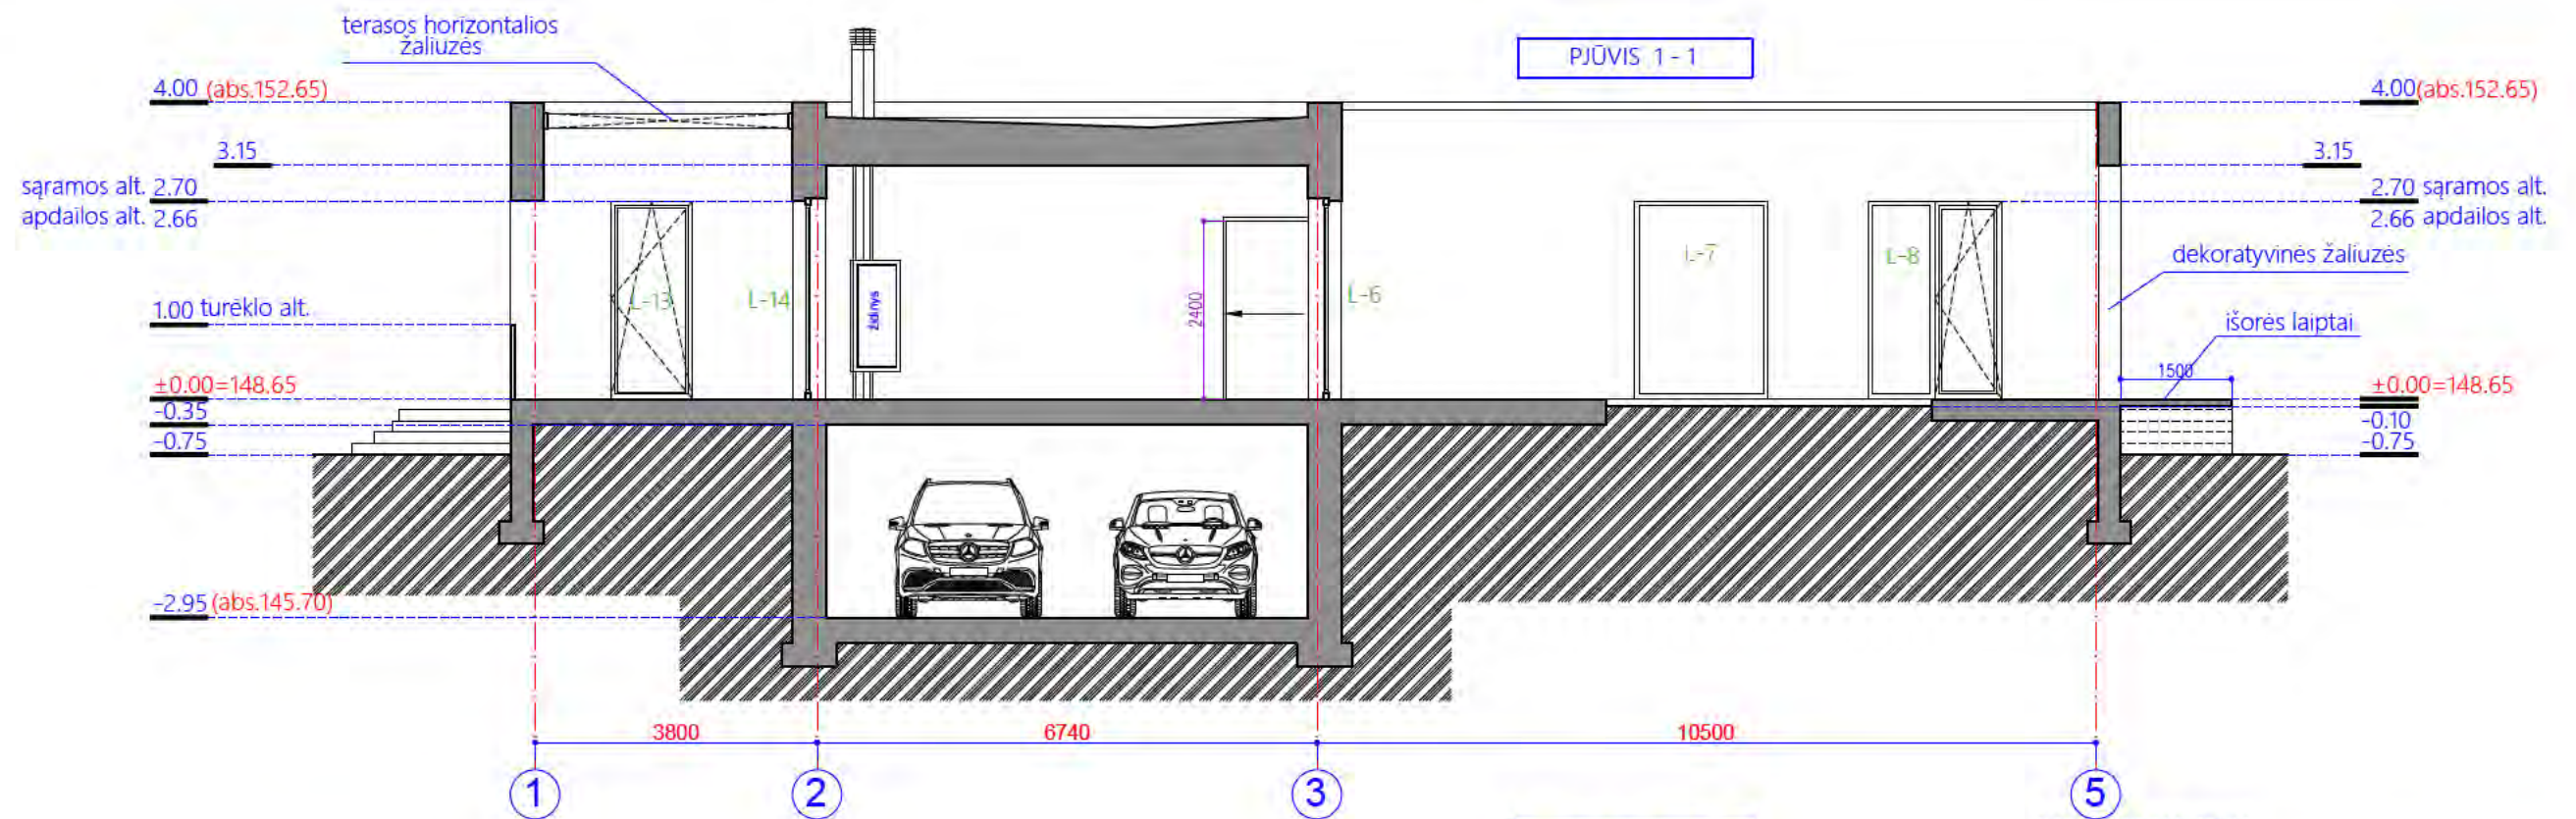 terasos horizontalios
žaliuzės
PJŪVIS 1 - 1
4.00 (abs.152.65)
4.00(abs.152.65)
3.15
3.15
sąramos alt. 2.70
apdailos alt. 2.66
2.70 sąramos alt.
2.66 apdailos alt.
dekoratyvinės žaliuzės
L-13
L-14
židinys
2400
L-6
L-7
L-8
1.00 turėklo alt.
išorės laiptai
1500
±0.00=148.65
±0.00=148.65
-0.35
-0.10
-0.75
-0.75
-2.95 (abs.145.70)
3800
6740
10500
1
2
3
5